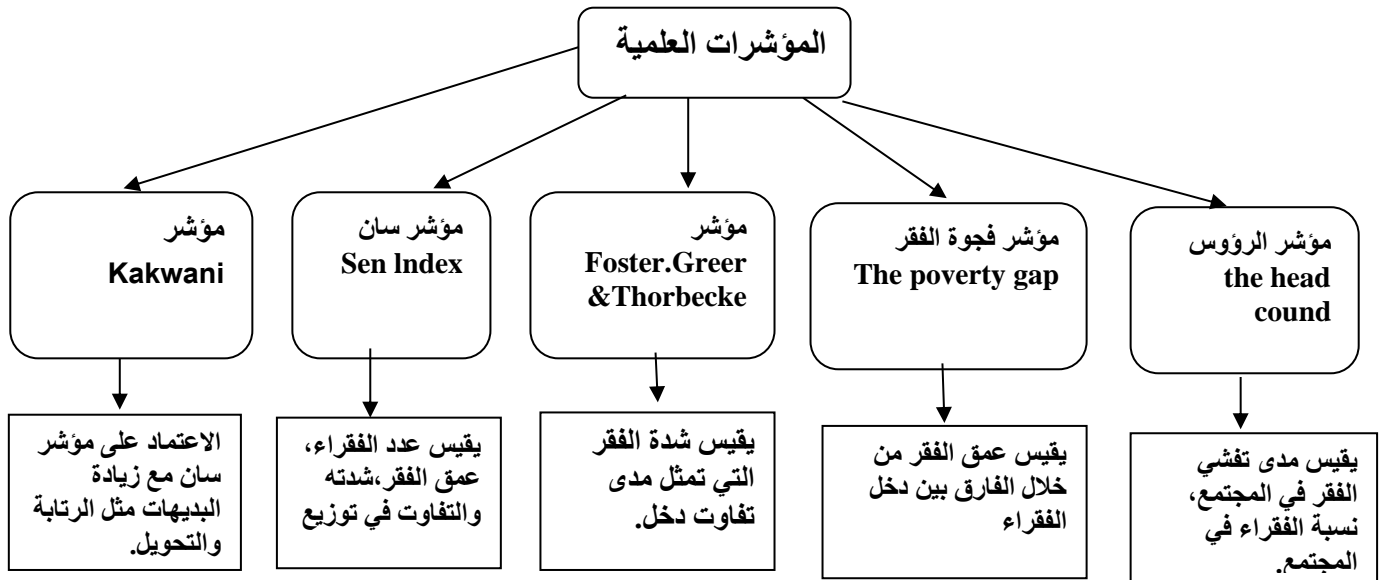 المؤشرات العلمية
مؤشر الرؤوس
the head
cound
مؤشر فجوة الفقر
The poverty gap
مؤشر
Foster.Greer
&Thorbecke
مؤشر سان
Sen lndex
مؤشر
Kakwani
يقيس مدى تفشي
الفقر في المجتمع،
نسبة الفقراء في
المجتمع.
يقيس عمق الفقر من
خلال الفارق بين دخل
الفقراء
يقيس شدة الفقر
التي تمثل مدى
تفاوت دخل.
يقيس عدد الفقراء،
عمق الفقر،شدته
والتفاوت في توزيع
الاعتماد على مؤشر
سان مع زيادة
البديهات مثل الرتابة
والتحويل.